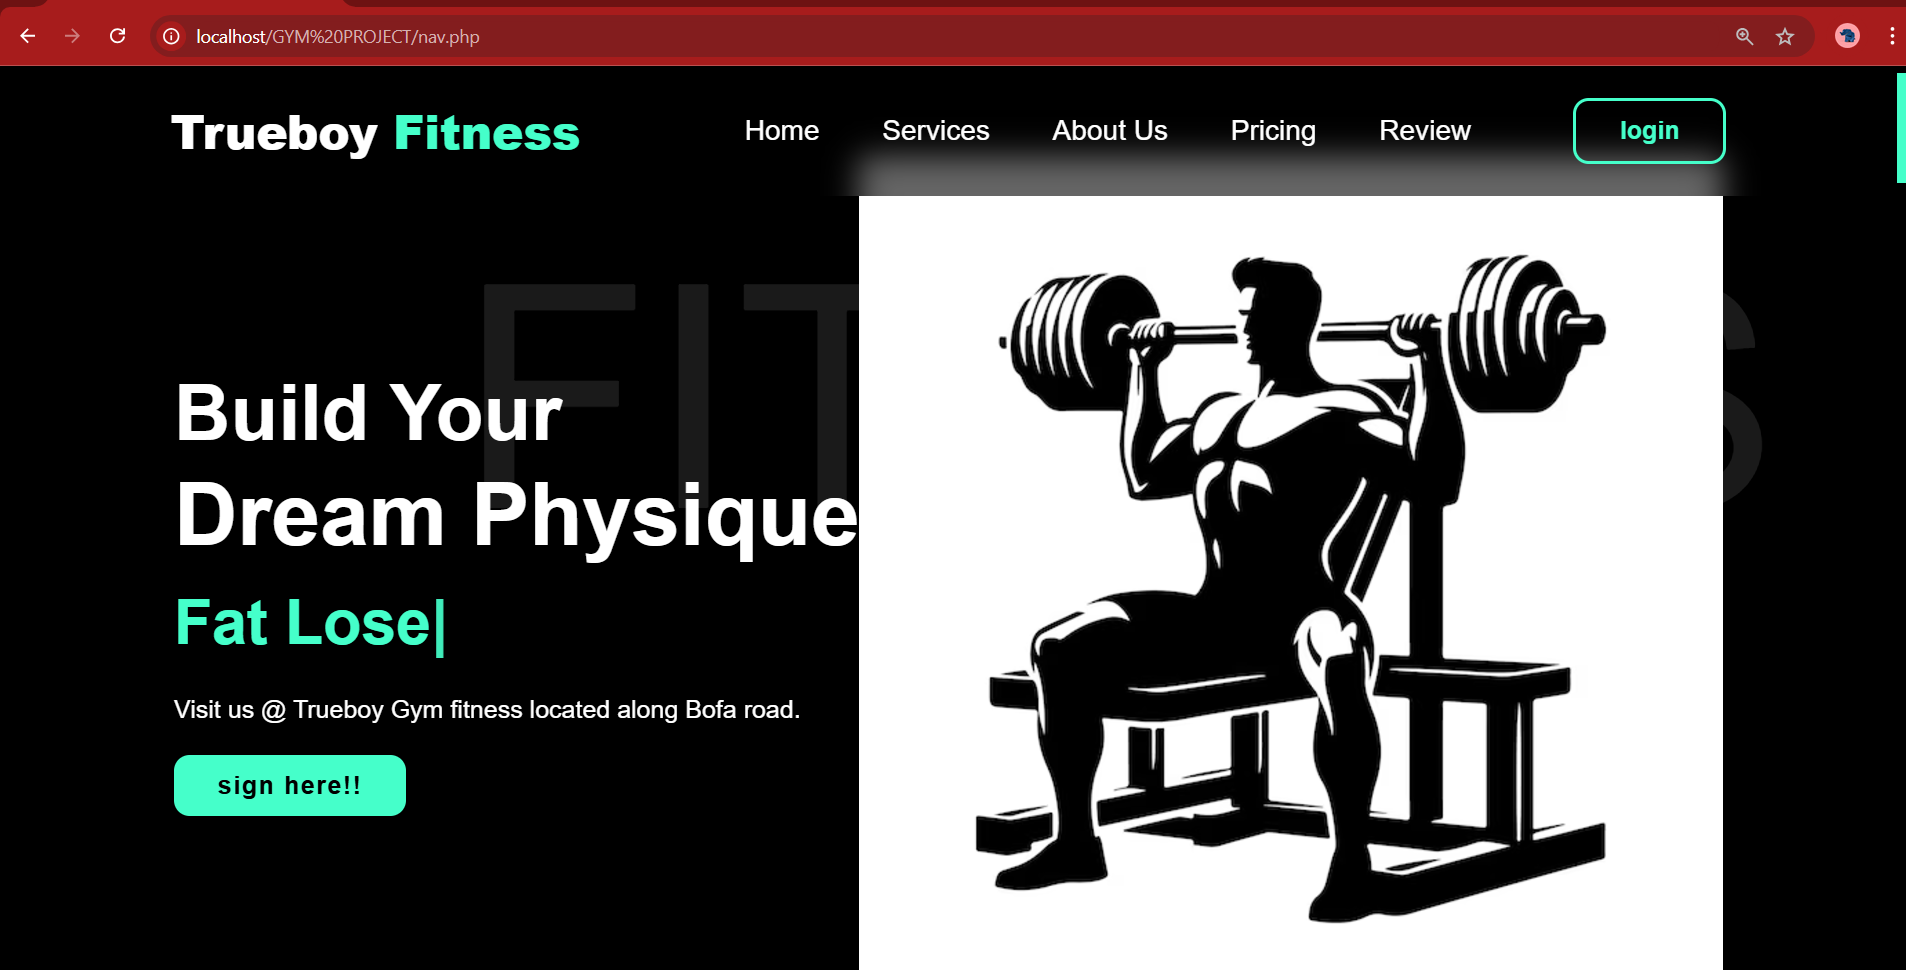 localhost/GYM%20PROJECT/nav.php
Trueboy Fitness
Home Services About Us Pricing Review login
FIT S
Build Your
Dream Physique
Fat Lose|
Visit us @ Trueboy Gym fitness located along Bofa road.
sign here!!